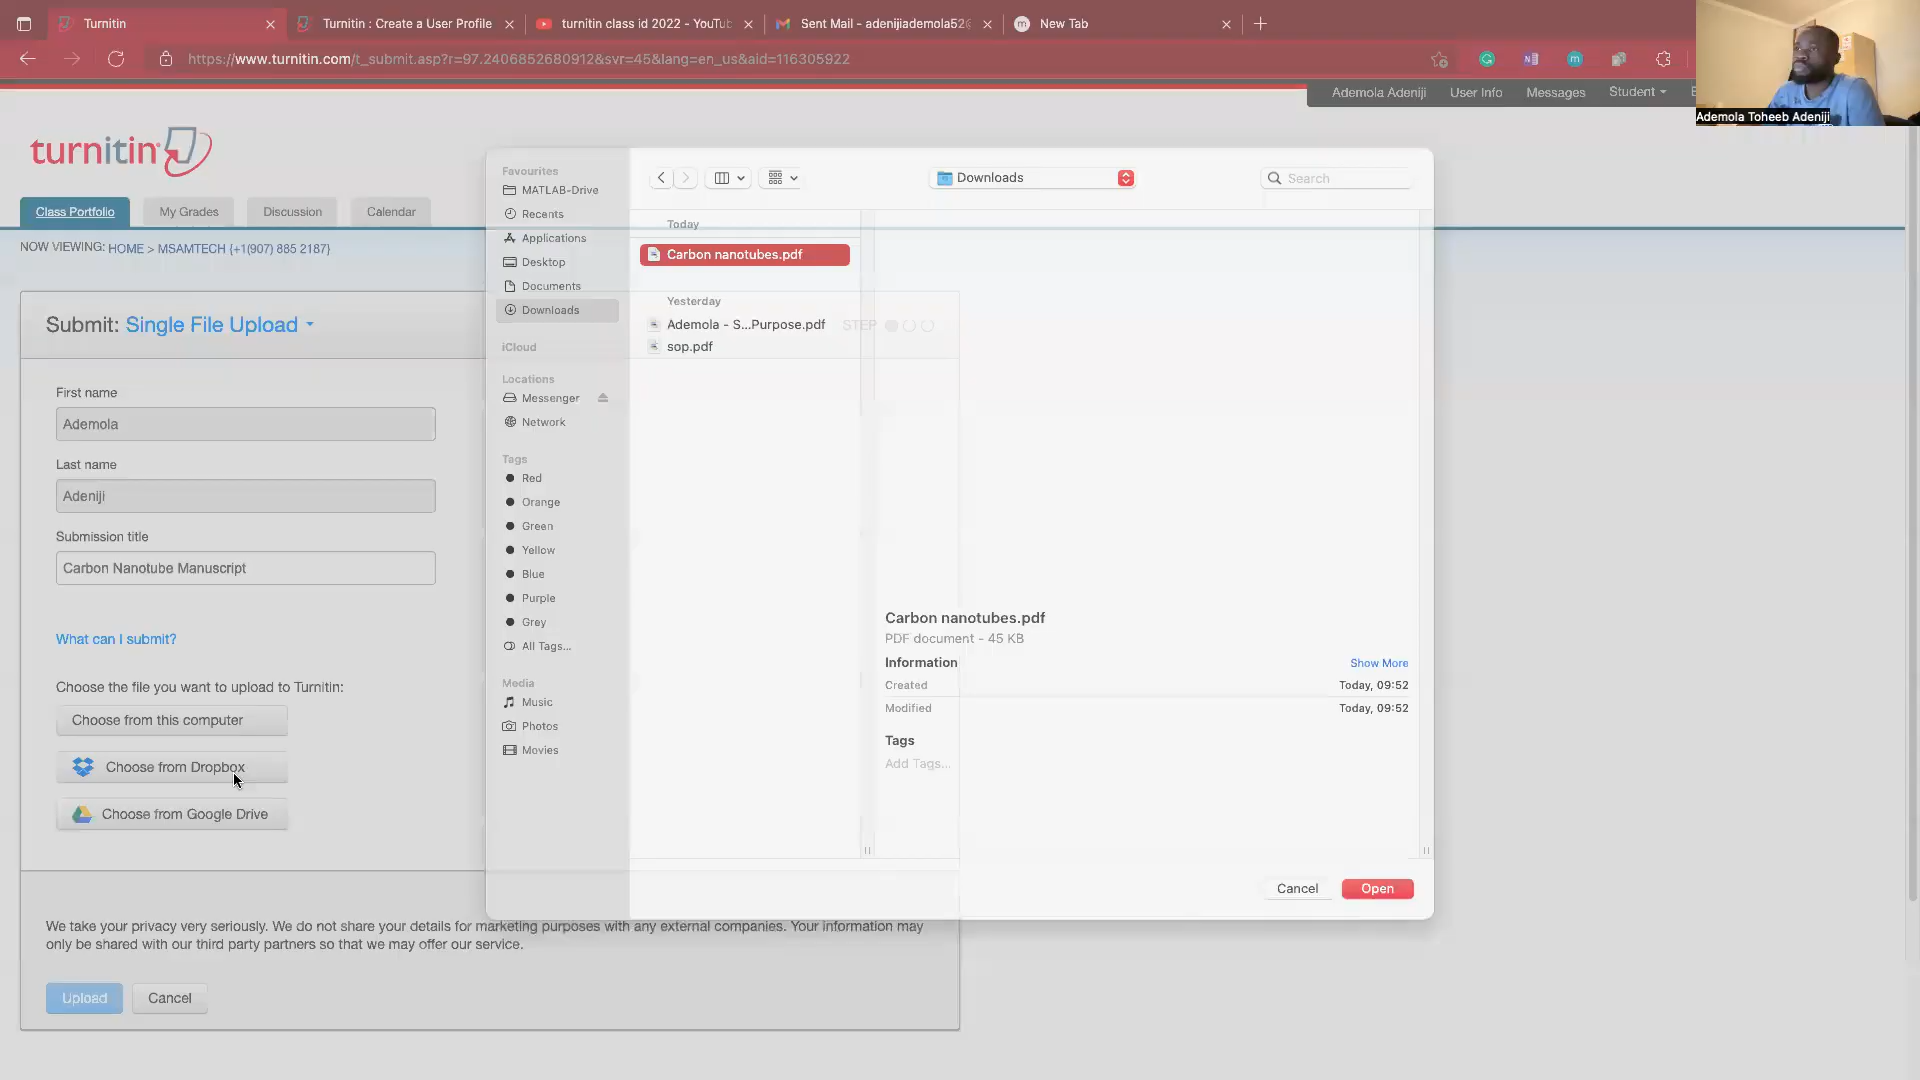 Turnitin
Turnitin : Create a User Profile
turnitin class id 2022 - YouTu
Sent Mail - adenijiademola52@
New Tab
https://www.turnitin.com/t_submit.asp?r=97.2406852680912&svr=45&lang=en_us&aid=116305922
Ademola Adeniji
User Info
Messages
Student
Ademola Toheeb Adeniji
turnitin
Class Portfolio
My Grades
Discussion
Calendar
NOW VIEWING: HOME > MSAMTECH {+1(907) 885 2187}
Submit: Single File Upload
STEP
First name
Ademola
Last name
Adeniji
Submission title
Carbon Nanotube Manuscript
What can I submit?
Choose the file you want to upload to Turnitin:
Choose from this computer
Choose from Dropbox
Choose from Google Drive
We take your privacy very seriously. We do not share your details for marketing purposes with any external companies. Your information may
only be shared with our third party partners so that we may offer our service.
Upload
Cancel
Favourites
MATLAB-Drive
Recents
Applications
Desktop
Documents
Downloads
iCloud
Locations
Messenger
Network
Tags
Red
Orange
Green
Yellow
Blue
Purple
Grey
All Tags...
Media
Music
Photos
Movies
Downloads
Search
Today
Carbon nanotubes.pdf
Yesterday
Ademola - S...Purpose.pdf
sop.pdf
Carbon nanotubes.pdf
PDF document - 45 KB
Information
Show More
Created
Today, 09:52
Modified
Today, 09:52
Tags
Add Tags...
Cancel
Open